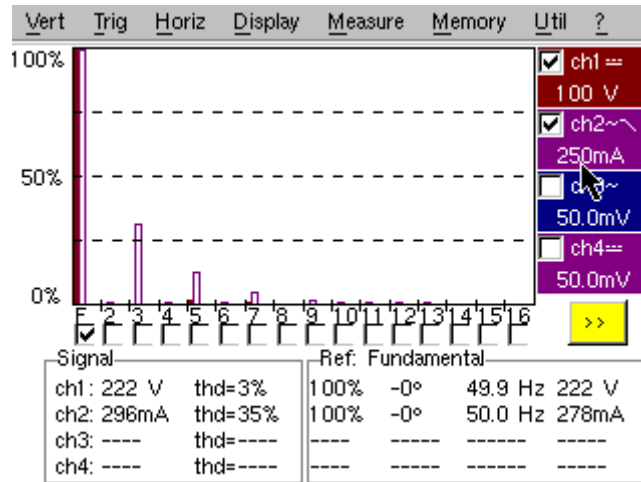 Vert Trig Horiz Display Measure Memory Util ?
100%
50%
0%
ch1
100 V
ch2~
250mA
50.0mV
ch4
50.0mV
F 2 3 4 5 6 7 8 9 10 11 12 13 14 15 16
>>
Signal
ch1: 222 V thd=3%
ch2: 296mA thd=35%
ch3: ---- thd=----
ch4: ---- thd=----
Ref: Fundamental
100% -0° 49.9 Hz 222 V
100% -0° 50.0 Hz 278mA
---- ---- ------ ----
---- ---- ------ ----